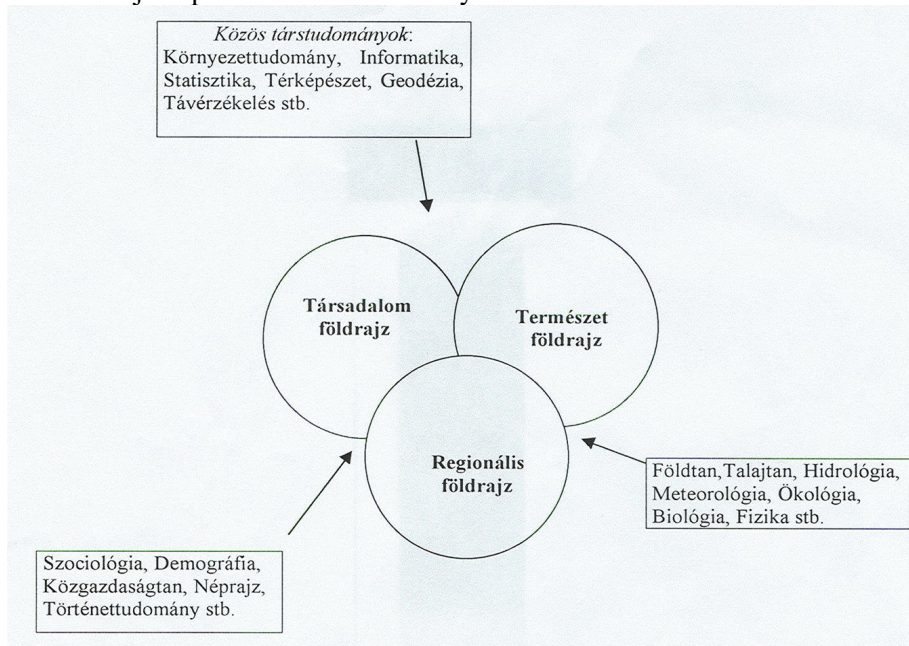 Közös társtudományok:
Környezettudomány, Informatika,
Statisztika, Térképészet, Geodézia,
Távérzékelés stb.
Társadalom
földrajz
Természet
földrajz
Regionális
földrajz
Földtan,Talajtan, Hidrológia,
Meteorológia, Ökológia,
Biológia, Fizika stb.
Szociológia, Demográfia,
Közgazdaságtan, Néprajz,
Történettudomány stb.